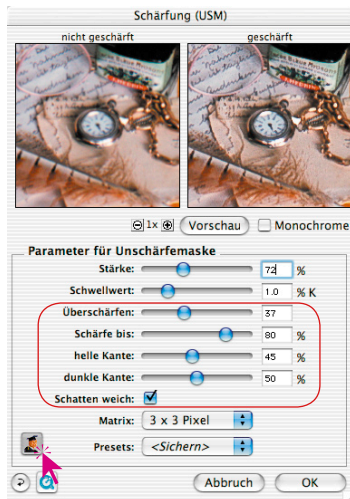 Schärfung (USM)
nicht geschärft geschärft
1x Vorschau Monochrome
Parameter für Unschärfemaske
Stärke: 72 %
Schwellwert: 1.0 % K
Überschärfen: 37
Schärfe bis: 80 %
helle Kante: 45 %
dunkle Kante: 50 %
Schatten weich:
Matrix: 3 x 3 Pixel
Presets: <Sichern>
Abbruch OK